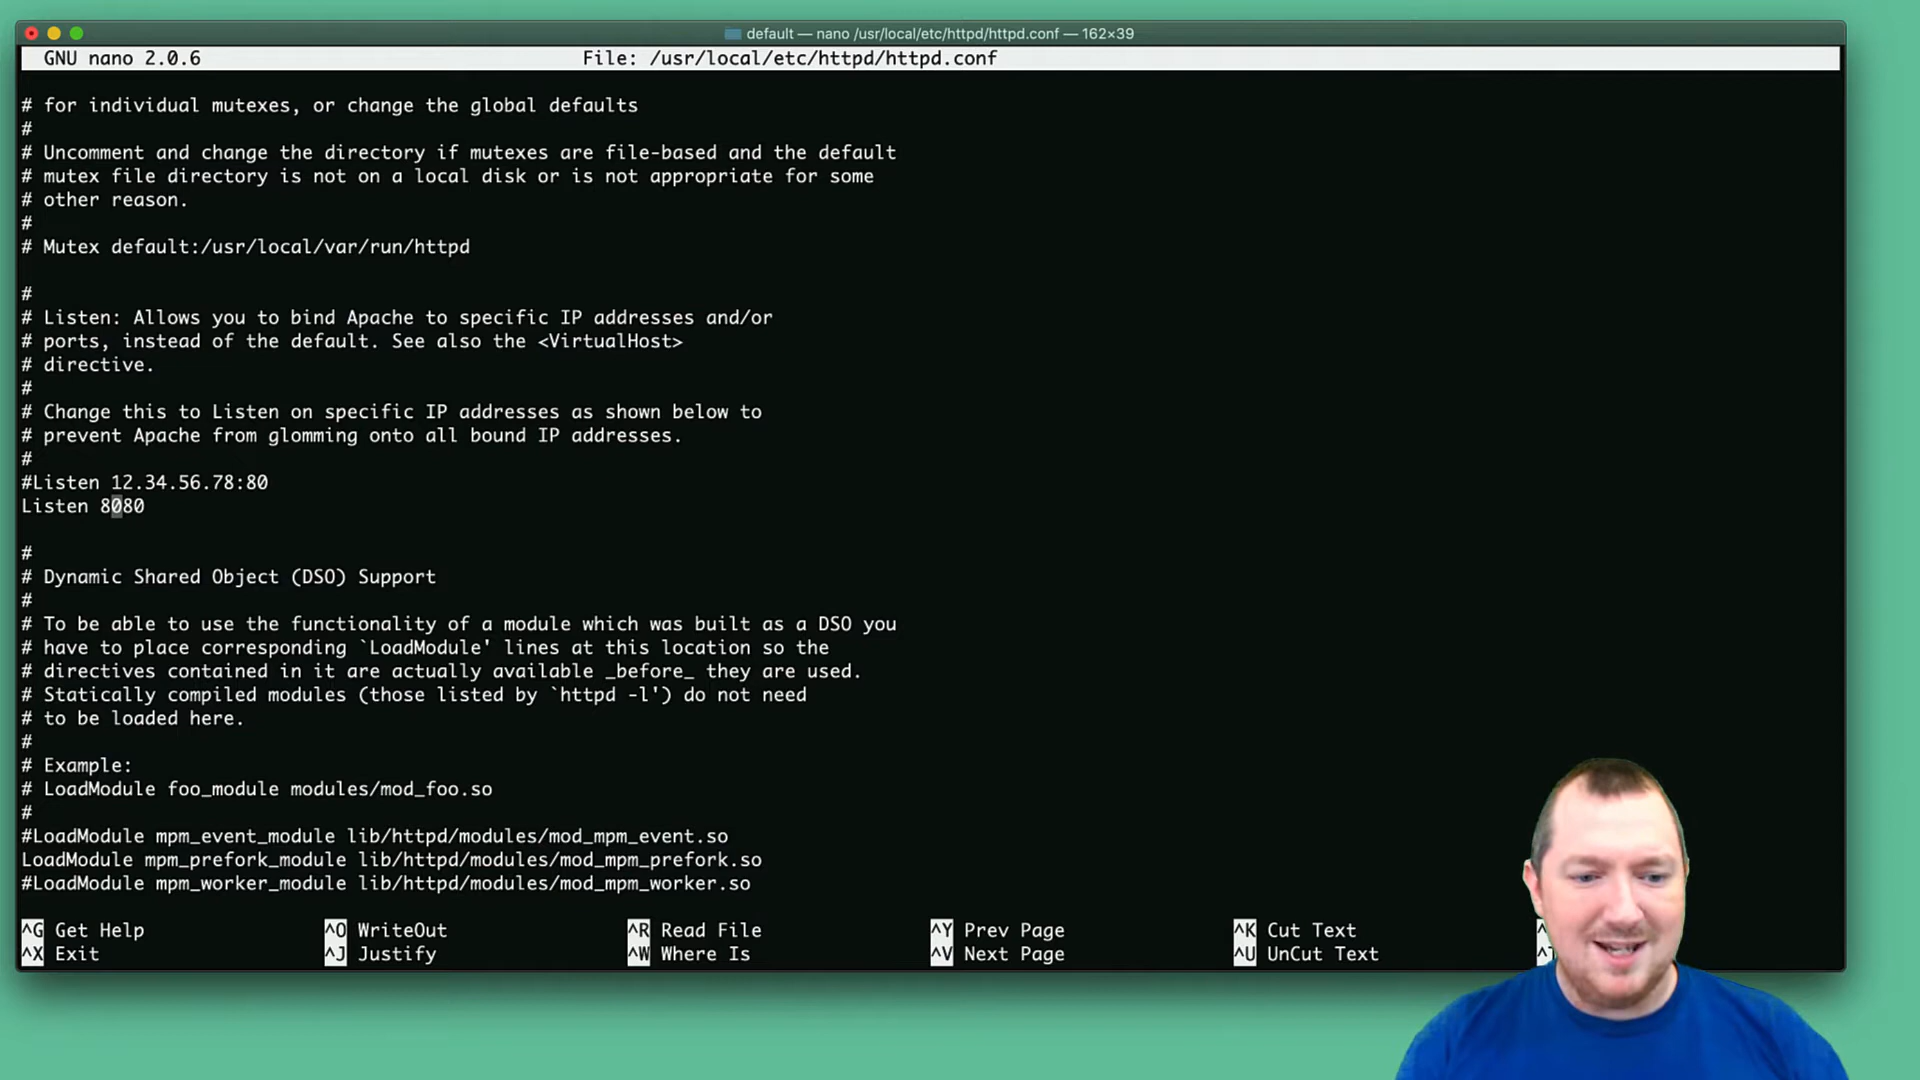 default — nano /usr/local/etc/httpd/httpd.conf — 162×39
GNU nano 2.0.6 File: /usr/local/etc/httpd/httpd.conf
# for individual mutexes, or change the global defaults
#
# Uncomment and change the directory if mutexes are file-based and the default
# mutex file directory is not on a local disk or is not appropriate for some
# other reason.
#
# Mutex default:/usr/local/var/run/httpd
#
# Listen: Allows you to bind Apache to specific IP addresses and/or
# ports, instead of the default. See also the <VirtualHost>
# directive.
#
# Change this to Listen on specific IP addresses as shown below to
# prevent Apache from glomming onto all bound IP addresses.
#
#Listen 12.34.56.78:80
Listen 8080
#
# Dynamic Shared Object (DSO) Support
#
# To be able to use the functionality of a module which was built as a DSO you
# have to place corresponding `LoadModule' lines at this location so the
# directives contained in it are actually available _before_ they are used.
# Statically compiled modules (those listed by `httpd -l') do not need
# to be loaded here.
#
# Example:
# LoadModule foo_module modules/mod_foo.so
#
#LoadModule mpm_event_module lib/httpd/modules/mod_mpm_event.so
LoadModule mpm_prefork_module lib/httpd/modules/mod_mpm_prefork.so
#LoadModule mpm_worker_module lib/httpd/modules/mod_mpm_worker.so
^G Get Help ^O WriteOut ^R Read File ^Y Prev Page ^K Cut Text
^X Exit ^J Justify ^W Where Is ^V Next Page ^U UnCut Text